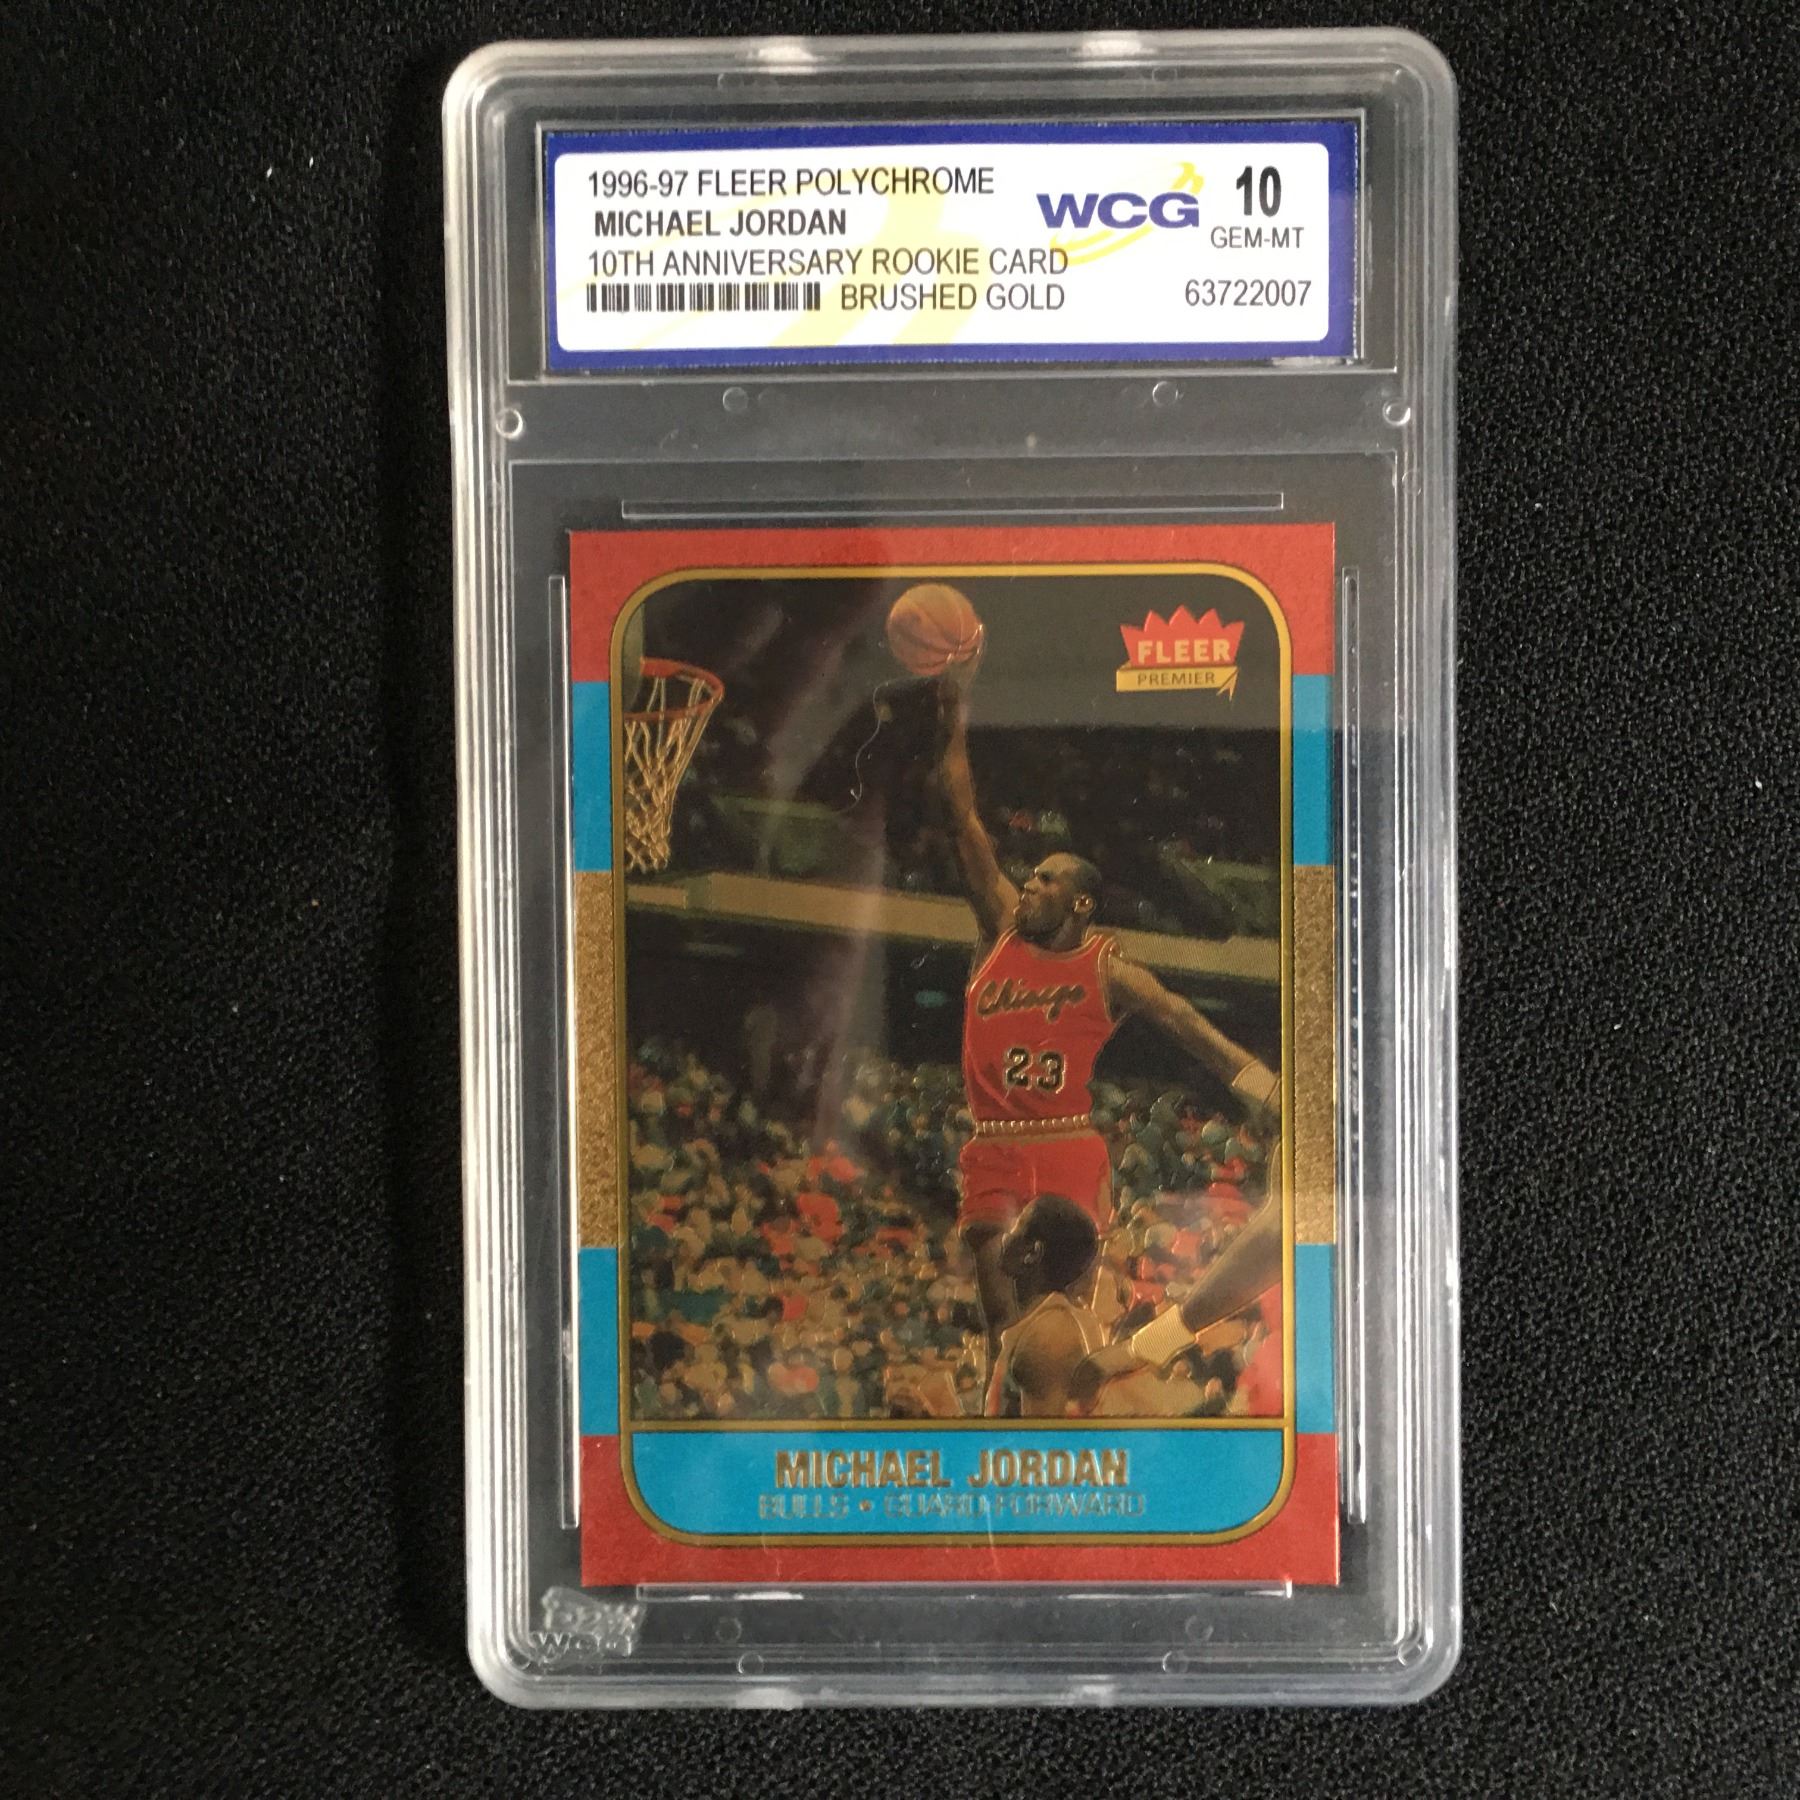 1996-97 FLEER POLYCHROME
MICHAEL JORDAN
10TH ANNIVERSARY ROOKIE CARD
BRUSHED GOLD
WCG
10
GEM-MT
63722007
FLEER
PREMIER
Chicago
23
MICHAEL JORDAN
BULLS • GUARD-FORWARD
WCG